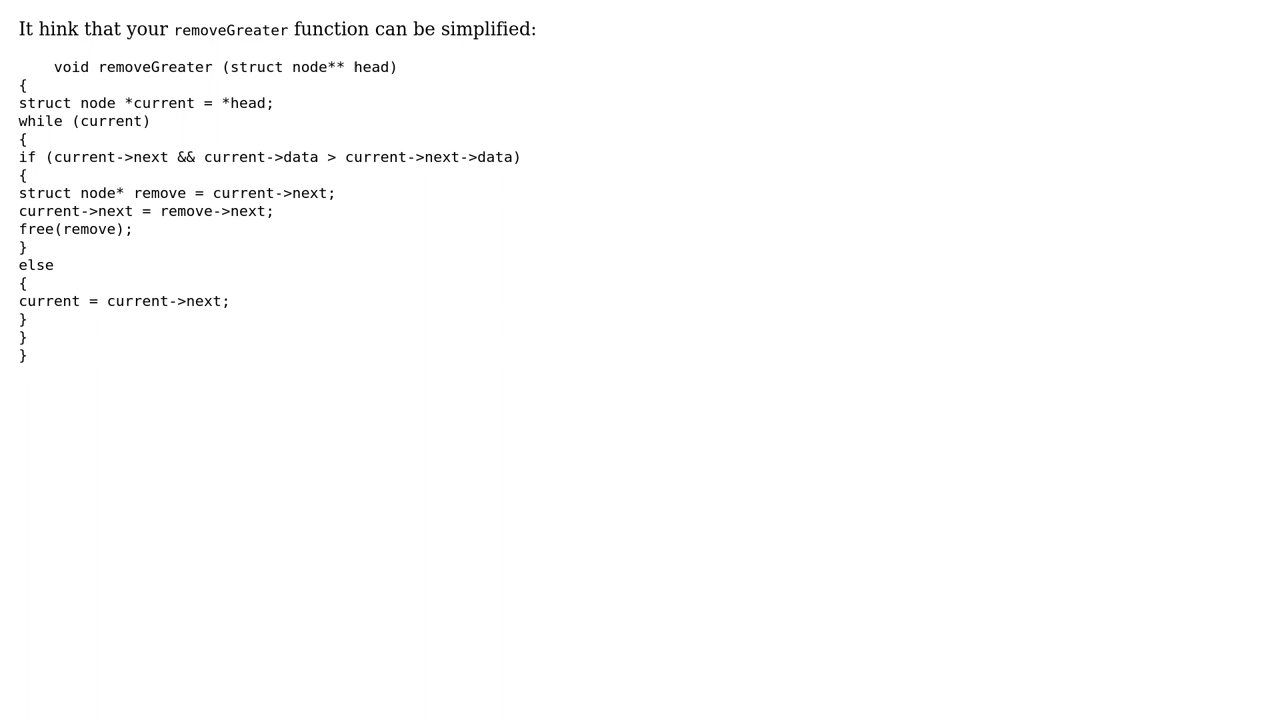 It hink that your removeGreater function can be simplified:
    void removeGreater (struct node** head)
{
struct node *current = *head;
while (current)
{
if (current->next && current->data > current->next->data)
{
struct node* remove = current->next;
current->next = remove->next;
free(remove);
}
else
{
current = current->next;
}
}
}